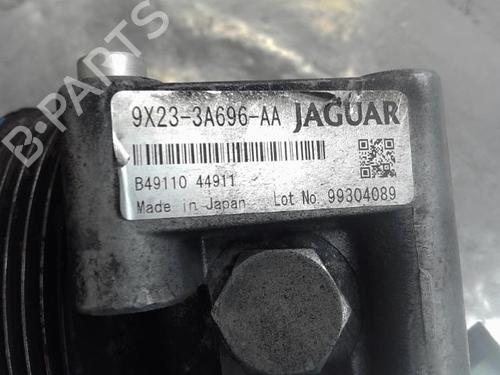 B-PARTS
9X23-3A696-AA JAGUAR
B49110 44911
Made in Japan Lot No. 99304089